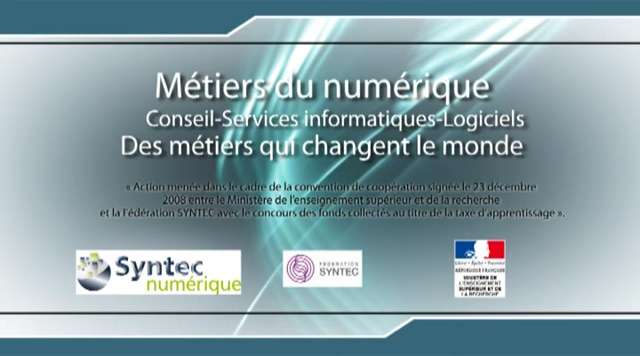 Métiers du numérique
Conseil-Services informatiques-Logiciels
Des métiers qui changent le monde
« Action menée dans le cadre de la convention de coopération signée le 23 décembre
2008 entre le Ministère de l'enseignement supérieur et de la recherche
et la Fédération SYNTEC avec le concours des fonds collectés au titre de la taxe d'apprentissage ».
Syntec
numérique
FÉDÉRATION
SYNTEC
Liberté • Égalité • Fraternité
RÉPUBLIQUE FRANÇAISE
MINISTÈRE DE
L'ENSEIGNEMENT
SUPÉRIEUR ET DE
LA RECHERCHE